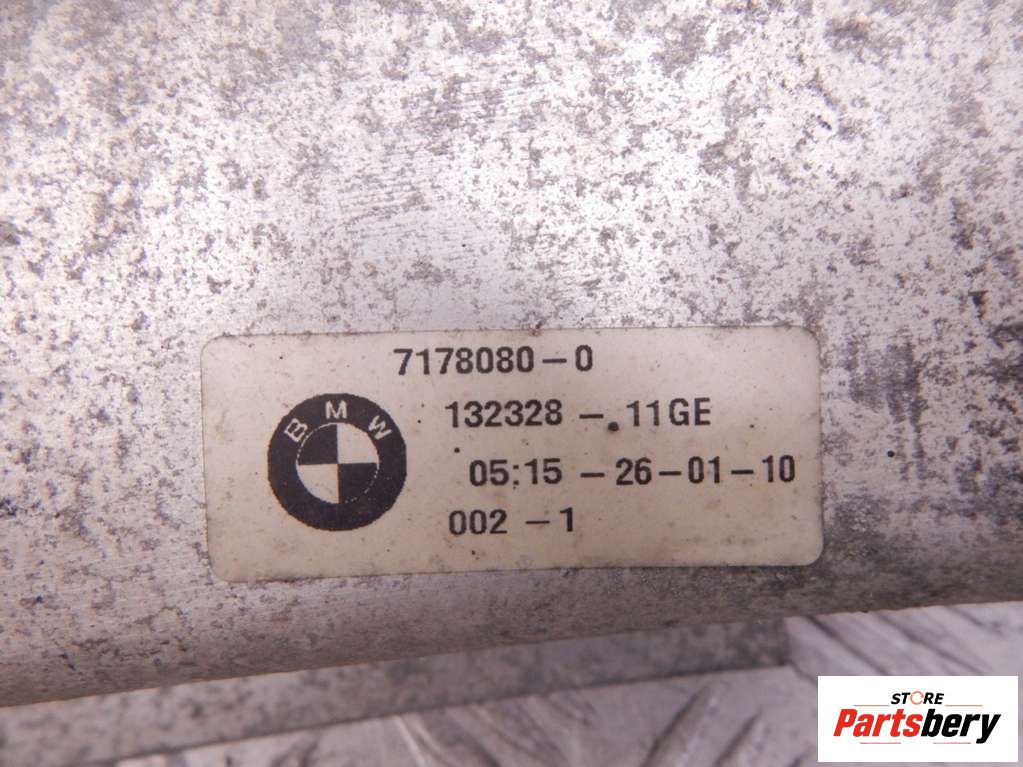 7178080-0
BMW
132328-.11GE
05:15-26-01-10
002-1
STORE
Partsbery